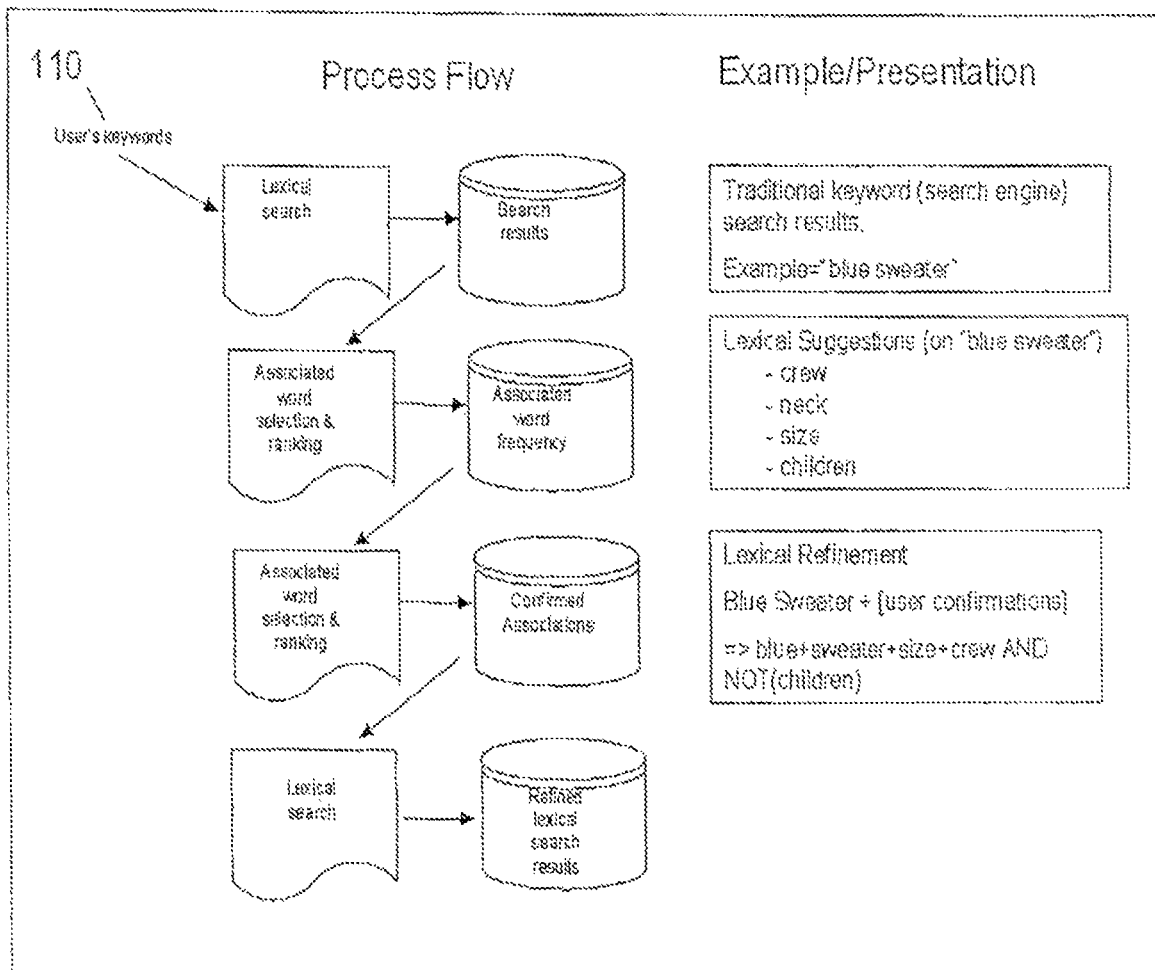 110
Process Flow
Example/Presentation
User's keywords
Lexical
search
Search
results
Traditional keyword (search engine)
search results.
Example="blue sweater"
Associated
word
selection &
ranking
Associated
word
frequency
Lexical Suggestions (on "blue sweater")
- crew
- neck
- size
- children
Associated
word
selection &
ranking
Confirmed
Associations
Lexical Refinement
Blue Sweater + [user confirmations]
=> blue+sweater+size+crew AND
NOT(children)
Lexical
search
Refined
lexical
search
results